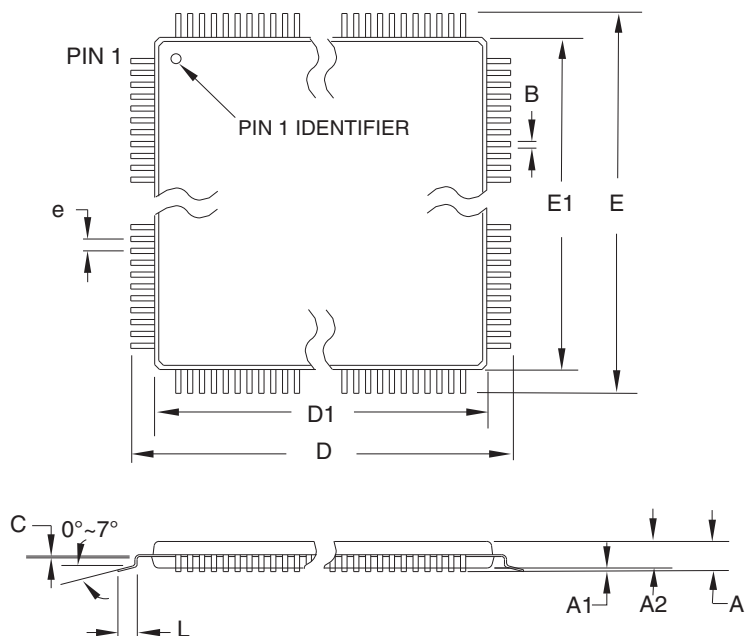 PIN 1
PIN 1 IDENTIFIER
B
e
E1
E
D1
D
C
0°~7°
L
A1
A2
A